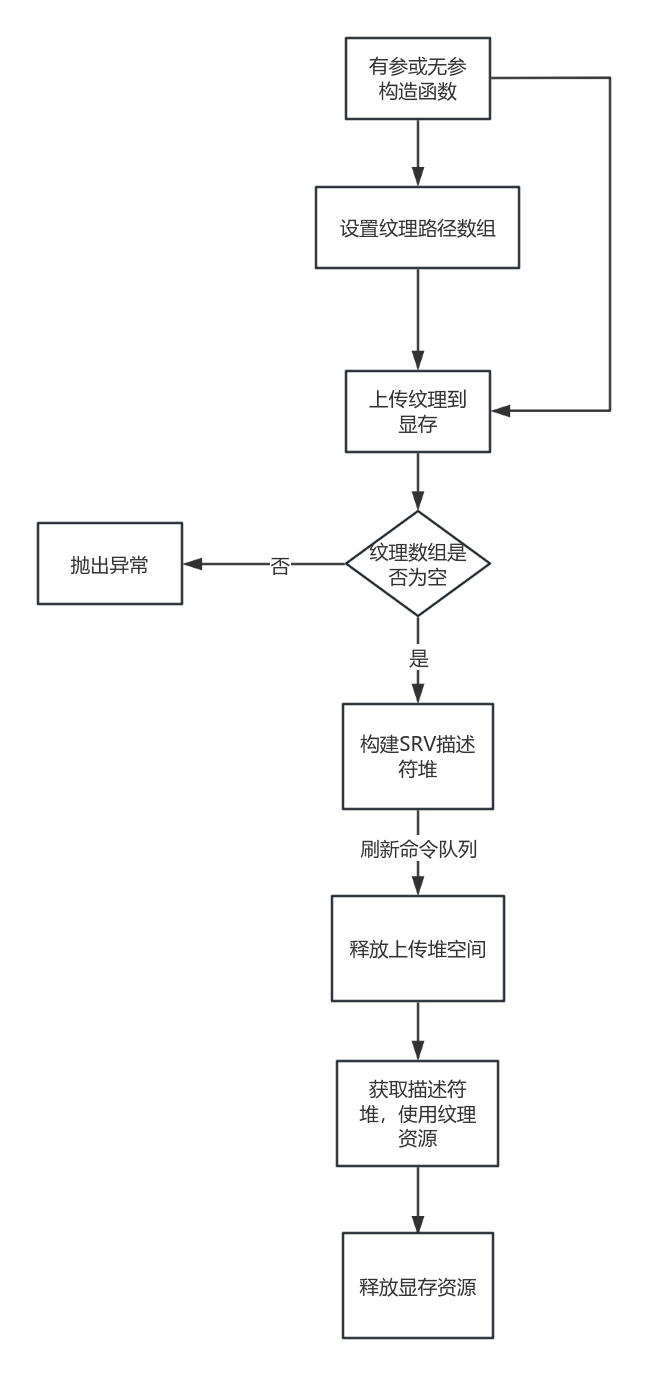 有参或无参
构造函数
设置纹理路径数组
上传纹理到
显存
纹理数组是
否为空
否
抛出异常
是
构建SRV描述
符堆
刷新命令队列
释放上传堆空间
获取描述符
堆，使用纹理
资源
释放显存资源